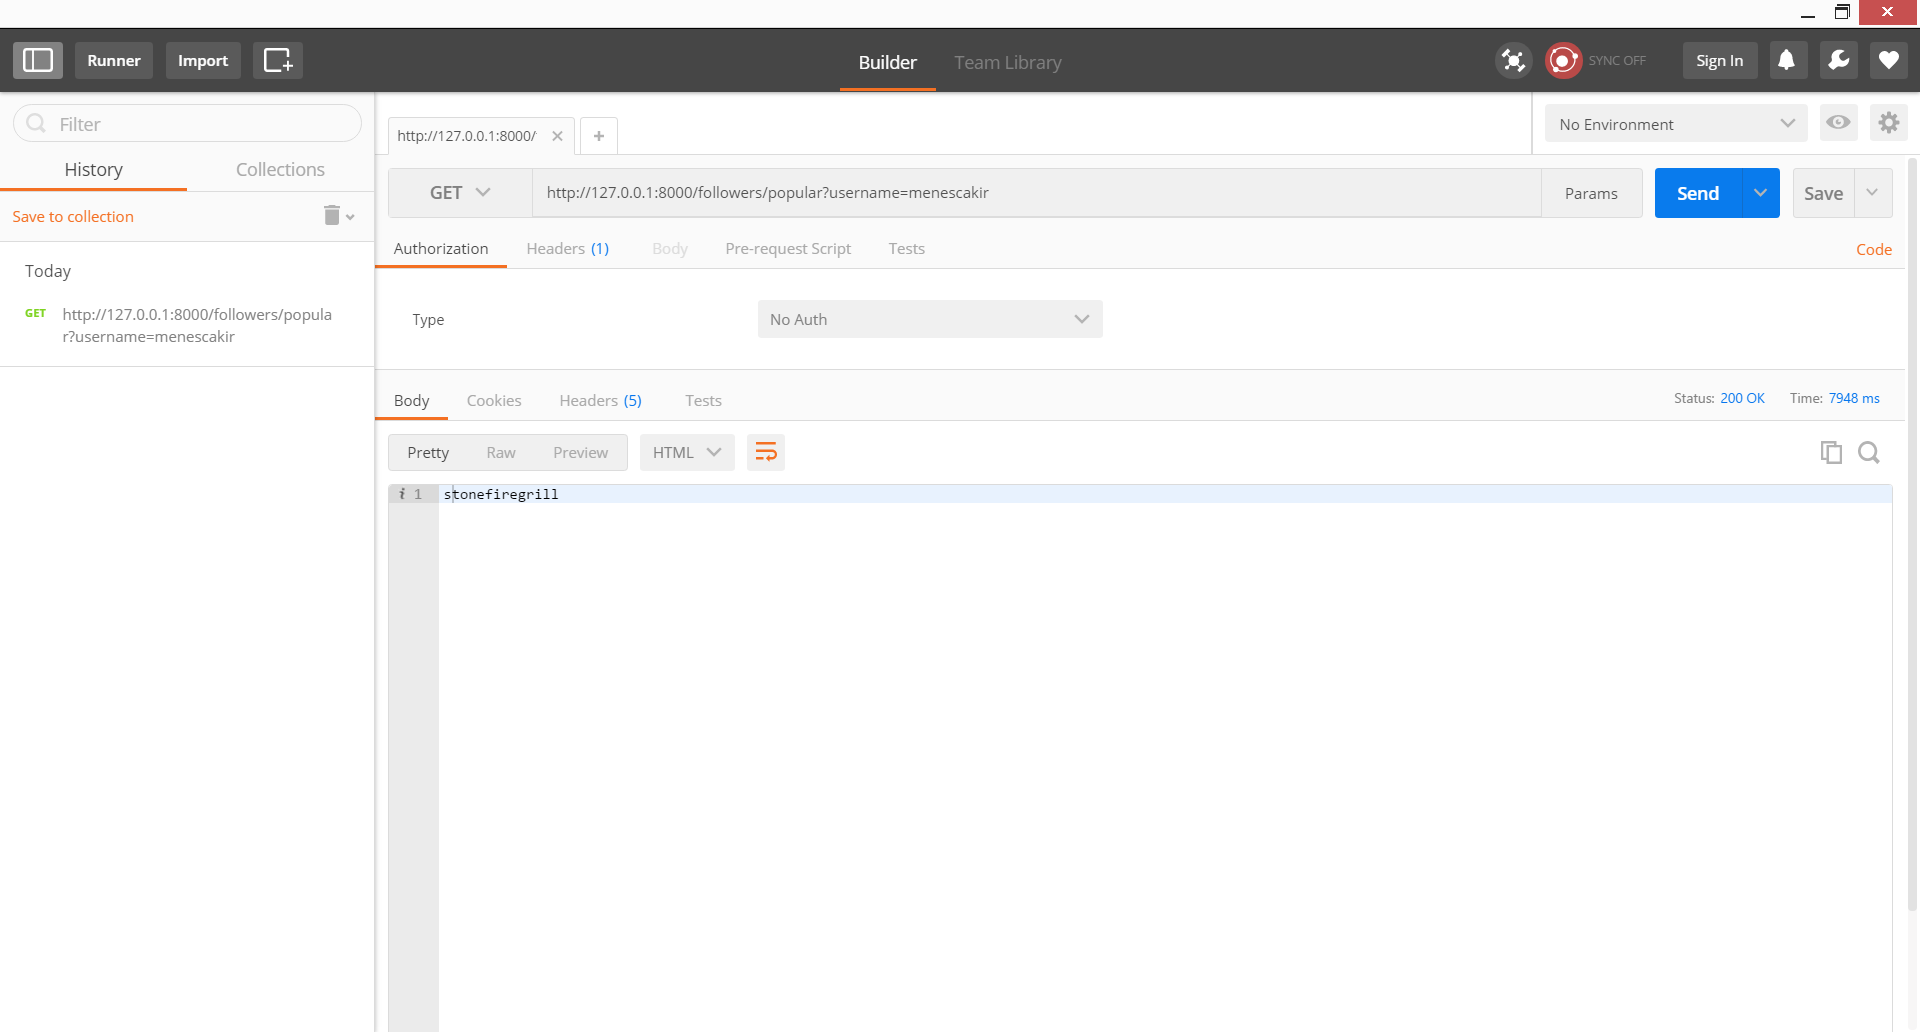 Runner Import Builder Team Library SYNC OFF Sign In
Filter
History Collections
Save to collection
Today
GET http://127.0.0.1:8000/followers/popula
r?username=menescakir
http://127.0.0.1:8000/ No Environment
GET http://127.0.0.1:8000/followers/popular?username=menescakir Params Send Save
Authorization Headers (1) Body Pre-request Script Tests Code
Type No Auth
Body Cookies Headers (5) Tests Status: 200 OK Time: 7948 ms
Pretty Raw Preview HTML
i 1 stonefiregrill